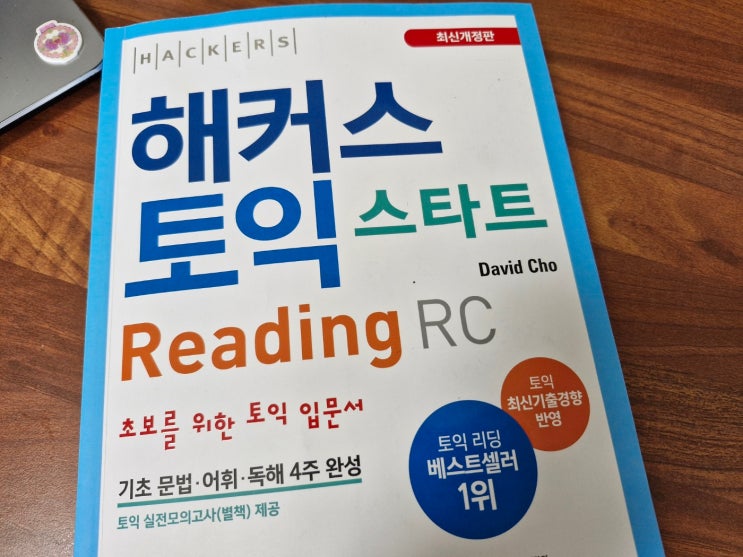 HACKERS
최신개정판
해커스
토익 스타트
David Cho
Reading RC
초보를 위한 토익 입문서
토익
최신기출경향
반영
기초 문법·어휘·독해 4주 완성
토익 실전모의고사(별책) 제공
토익 리딩
베스트셀러
1위